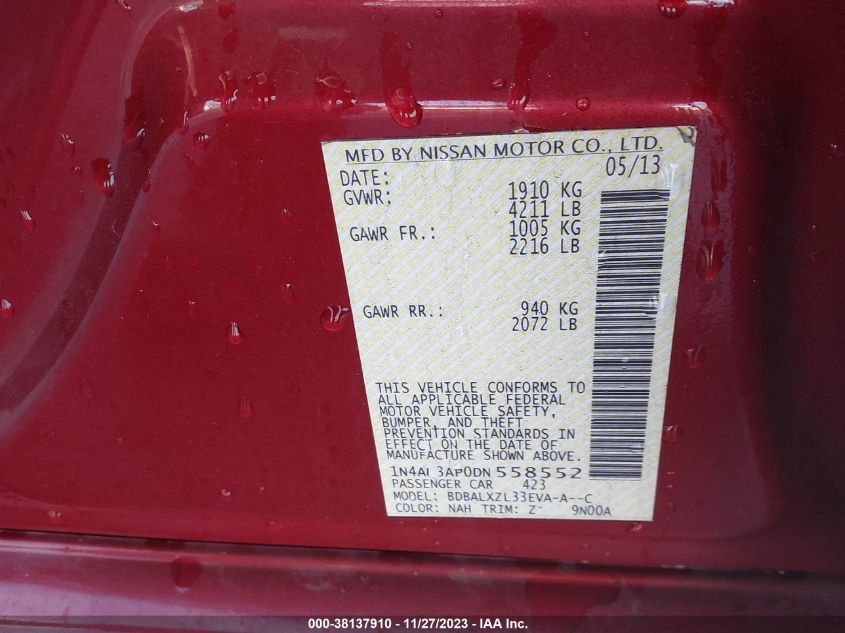 MFD BY NISSAN MOTOR CO., LTD.
DATE: 05/13
GVWR: 1910 KG
4211 LB
GAWR FR.: 1005 KG
2216 LB
GAWR RR.: 940 KG
2072 LB
THIS VEHICLE CONFORMS TO
ALL APPLICABLE FEDERAL
MOTOR VEHICLE SAFETY,
BUMPER, AND THEFT
PREVENTION STANDARDS IN
EFFECT ON THE DATE OF
MANUFACTURE SHOWN ABOVE.
1N4AL3AP0DN558552
PASSENGER CAR 423
MODEL: BDBALXZL33EVA-A--C
COLOR: NAH TRIM: Z 9N00A
000-38137910 - 11/27/2023 - IAA Inc.